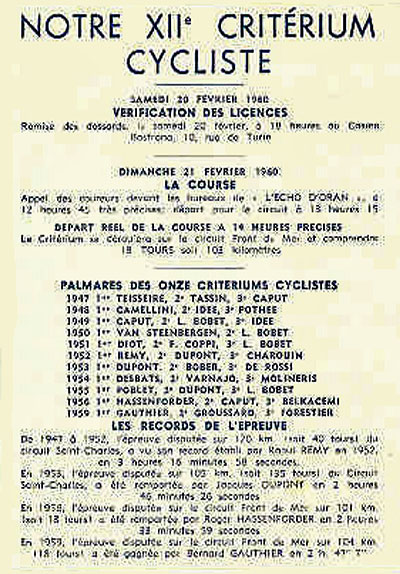 NOTRE XIIe CRITÉRIUM
CYCLISTE
SAMEDI 20 FÉVRIER 1960
VERIFICATION DES LICENCES
Remise des dossards, le samedi 20 février, à 18 heures au Casino
Bastrana, 10, rue de Turin
DIMANCHE 21 FEVRIER 1960
LA COURSE
Appel des coureurs devant les bureaux de « L'ECHO D'ORAN », à
12 heures 45 très précises; départ pour le circuit à 13 heures 15
DEPART REEL DE LA COURSE A 14 HEURES PRECISES
Le Critérium se déroulera sur le circuit Front de Mer et comprendra
18 TOURS soit 103 kilomètres
PALMARES DES ONZE CRITERIUMS CYCLISTES
1947 1er TEISSEIRE, 2e TASSIN, 3e CAPUT
1948 1er CAMELLINI, 2e IDEE, 3e POTHEE
1949 1er CAPUT, 2e L. BOBET, 3e IDEE
1950 1er VAN STEENBERGEN, 2e L. BOBET
1951 1er DIOT, 2e F. COPPI, 3e L. BOBET
1952 1er REMY, 2e DUPONT, 3e CHAROUIN
1953 1er DUPONT, 2e BOBER, 3e DE ROSSI
1954 1er DESBATS, 2e VARNAJO, 3e MOLINERIS
1955 1er POBLET, 2e DUPONT, 3e L. BOBET
1956 1er HASSENFORDER, 2e CAPUT, 3e BELKACEMI
1959 1er GAUTHIER, 2e GROUSSARD, 3e FORESTIER
LES RECORDS DE L'EPREUVE
De 1947 à 1952, l'épreuve disputée sur 120 km. (soit 40 tours) du
circuit Saint-Charles, a vu son record établi par Raoul REMY en 1952,
en 3 heures 16 minutes 58 secondes.
En 1953, l'épreuve disputée sur 105 km. (soit 135 tours) du Circuit
Saint-Charles, a été remportée par Jacques DUPONT en 2 heures
46 minutes 26 secondes
En 1956, l'épreuve disputée sur le circuit Front de Mer sur 101 km.
(soit 18 tours) a été remportée par Roger HASSENFORDER en 2 heures
33 minutes 59 secondes
En 1959, l'épreuve disputée sur le circuit Front de Mer sur 104 km
(18 tours) a été gagnée par Bernard GAUTHIER en 2 h.